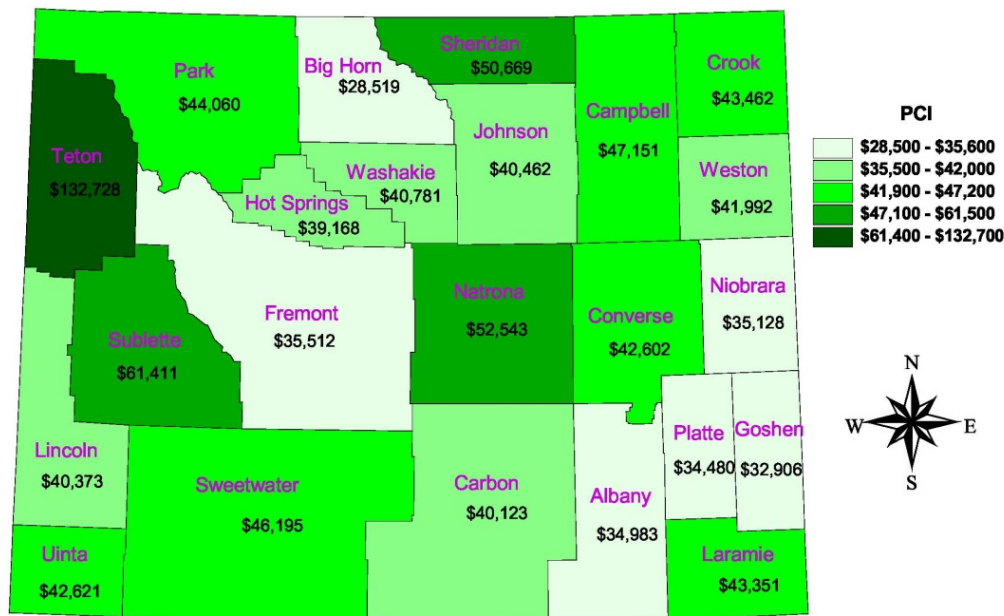 Park
$44,060
Big Horn
$28,519
Sheridan
$50,669
Campbell
$47,151
Crook
$43,462
Teton
$132,728
Washakie
$40,781
Johnson
$40,462
Weston
$41,992
Hot Springs
$39,168
Sublette
$61,411
Fremont
$35,512
Natrona
$52,543
Converse
$42,602
Niobrara
$35,128
Lincoln
$40,373
Sweetwater
$46,195
Carbon
$40,123
Albany
$34,983
Platte
$34,480
Goshen
$32,906
Uinta
$42,621
Laramie
$43,351
PCI
$28,500 - $35,600
$35,500 - $42,000
$41,900 - $47,200
$47,100 - $61,500
$61,400 - $132,700
N
W
E
S